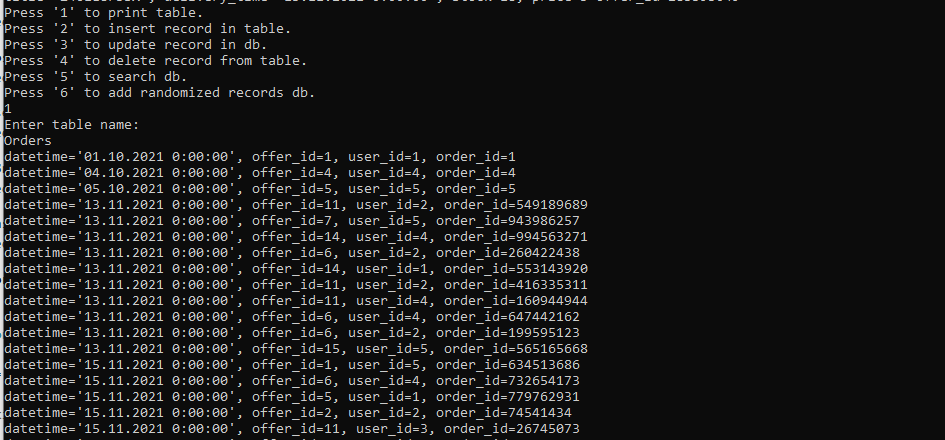 Press '1' to print table.
Press '2' to insert record in table.
Press '3' to update record in db.
Press '4' to delete record from table.
Press '5' to search db.
Press '6' to add randomized records db.
1
Enter table name:
Orders
datetime='01.10.2021 0:00:00', offer_id=1, user_id=1, order_id=1
datetime='04.10.2021 0:00:00', offer_id=4, user_id=4, order_id=4
datetime='05.10.2021 0:00:00', offer_id=5, user_id=5, order_id=5
datetime='13.11.2021 0:00:00', offer_id=11, user_id=2, order_id=549189689
datetime='13.11.2021 0:00:00', offer_id=7, user_id=5, order_id=943986257
datetime='13.11.2021 0:00:00', offer_id=14, user_id=4, order_id=994563271
datetime='13.11.2021 0:00:00', offer_id=6, user_id=2, order_id=260422438
datetime='13.11.2021 0:00:00', offer_id=14, user_id=1, order_id=553143920
datetime='13.11.2021 0:00:00', offer_id=11, user_id=2, order_id=416335311
datetime='13.11.2021 0:00:00', offer_id=11, user_id=4, order_id=160944944
datetime='13.11.2021 0:00:00', offer_id=6, user_id=4, order_id=647442162
datetime='13.11.2021 0:00:00', offer_id=6, user_id=2, order_id=199595123
datetime='13.11.2021 0:00:00', offer_id=15, user_id=5, order_id=565165668
datetime='15.11.2021 0:00:00', offer_id=1, user_id=5, order_id=634513686
datetime='15.11.2021 0:00:00', offer_id=6, user_id=4, order_id=732654173
datetime='15.11.2021 0:00:00', offer_id=5, user_id=1, order_id=779762931
datetime='15.11.2021 0:00:00', offer_id=2, user_id=2, order_id=74541434
datetime='15.11.2021 0:00:00', offer_id=11, user_id=3, order_id=26745073